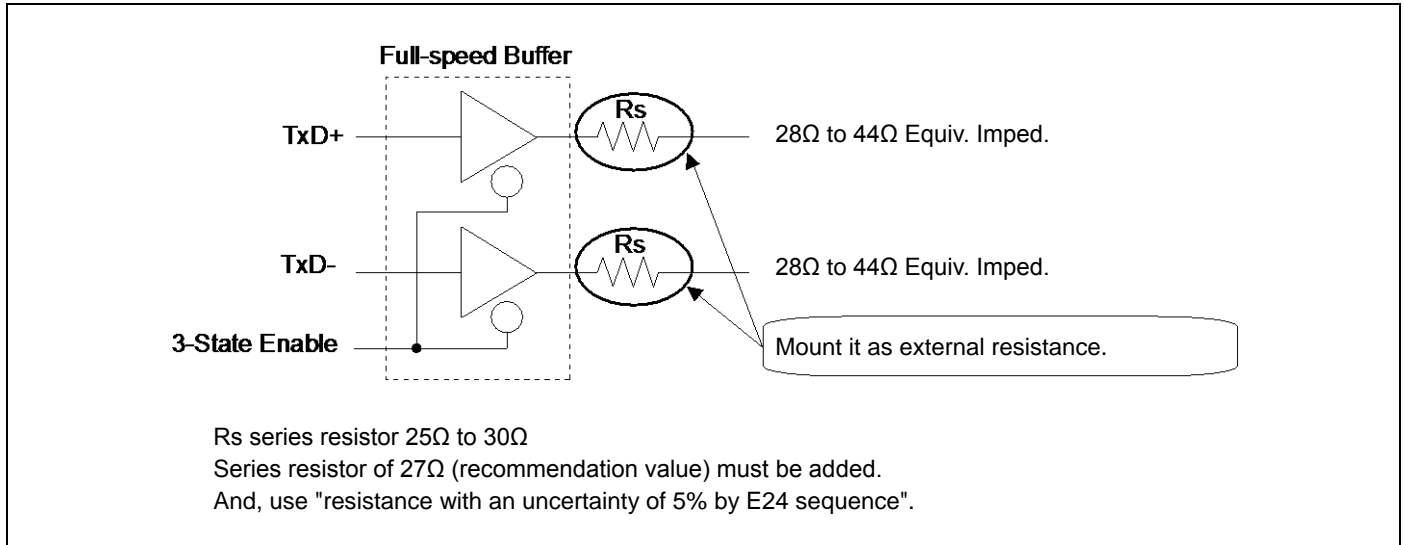 Full-speed Buffer
Rs
TxD+
28Ω to 44Ω Equiv. Imped.
Rs
TxD-
28Ω to 44Ω Equiv. Imped.
3-State Enable
Mount it as external resistance.
Rs series resistor 25Ω to 30Ω
Series resistor of 27Ω (recommendation value) must be added.
And, use "resistance with an uncertainty of 5% by E24 sequence".